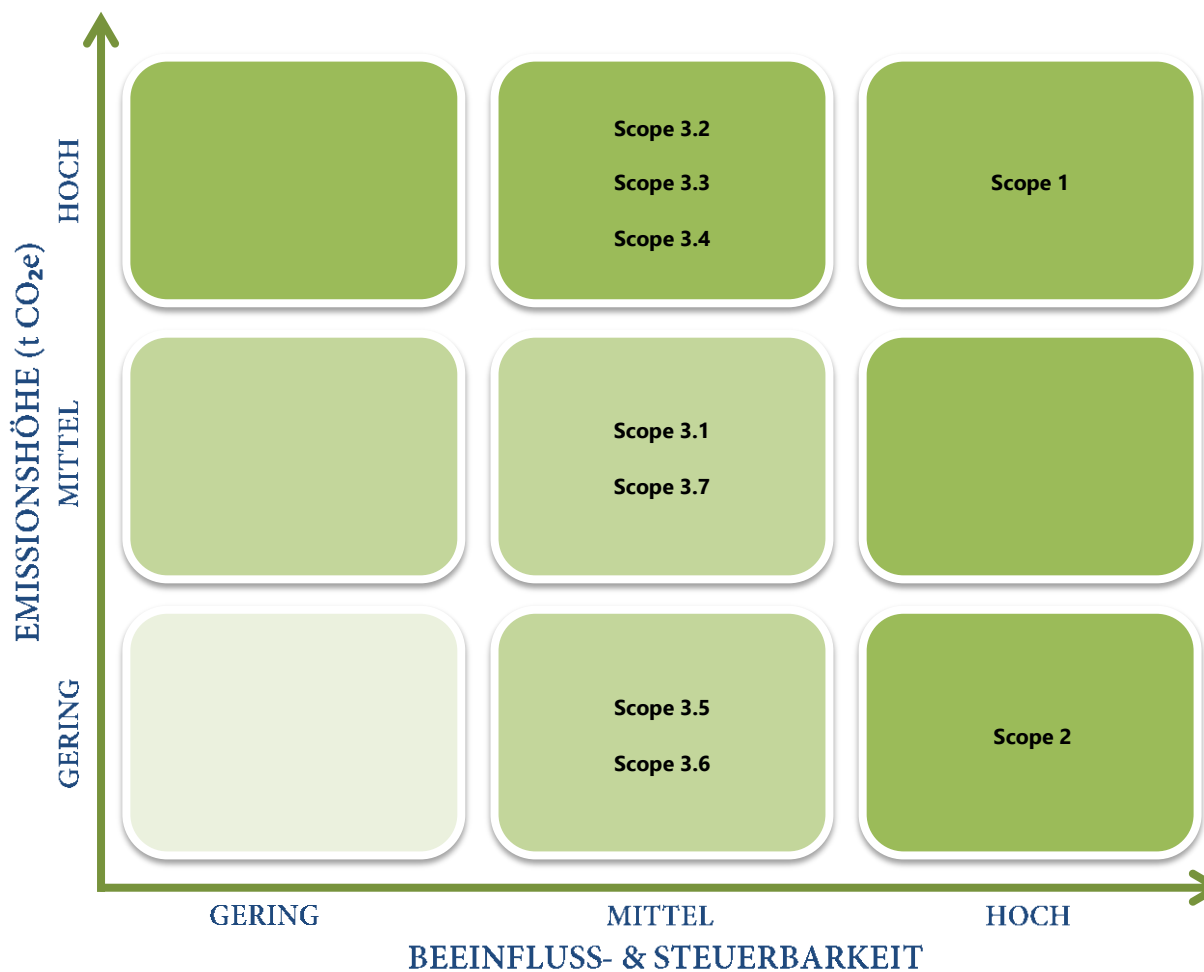 EMISSIONSHÖHE (t CO₂e)
HOCH
Scope 3.2
Scope 3.3
Scope 3.4
Scope 1
MITTEL
Scope 3.1
Scope 3.7
GERING
Scope 3.5
Scope 3.6
Scope 2
GERING MITTEL HOCH
BEEINFLUSS- & STEUERBARKEIT